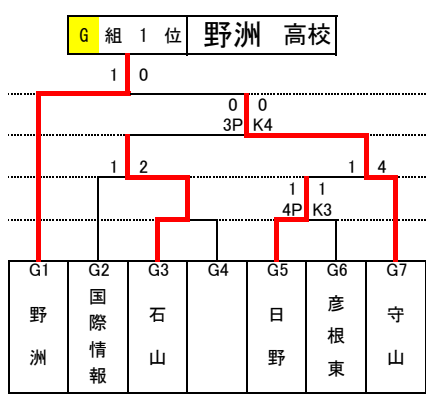 G 組 1 位 野洲 高校
1 0
0 0
3P K4
1 2
1 4
1 1
4P K3
G1 G2 G3 G4 G5 G6 G7
野洲
国際情報
石山
日野
彦根東
守山